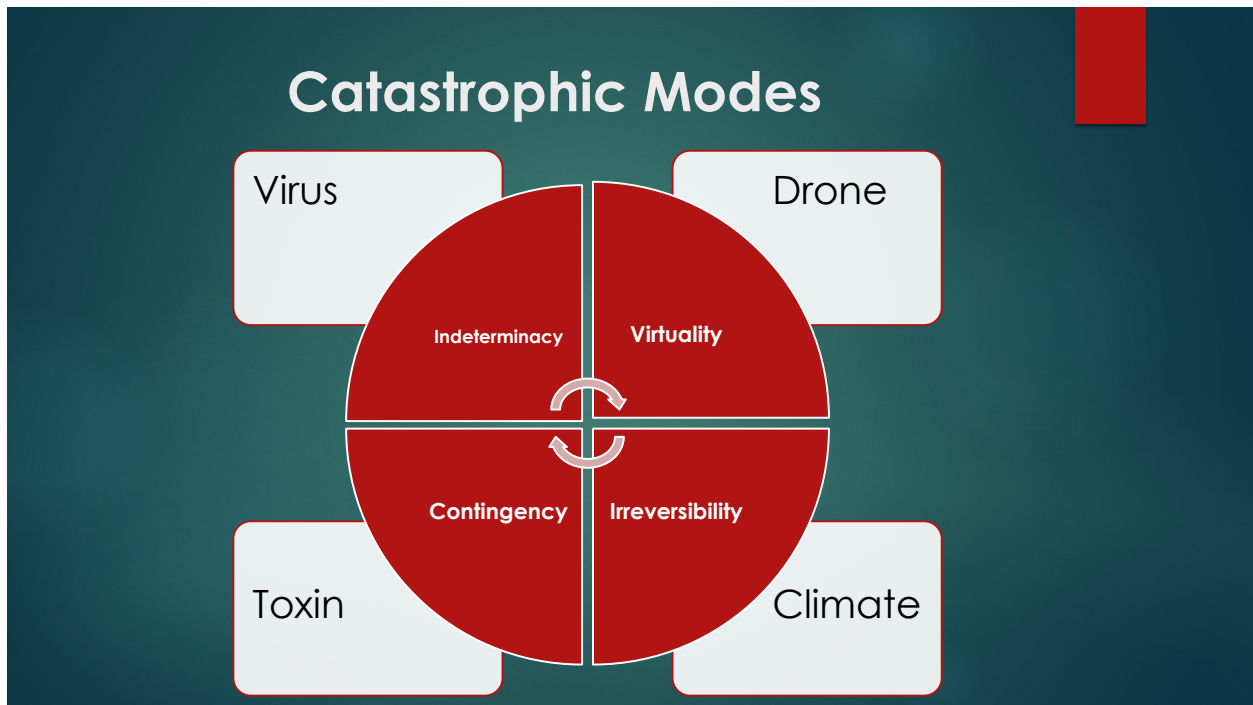 Catastrophic Modes
Virus
Drone
Indeterminacy
Virtuality
Contingency
Irreversibility
Toxin
Climate